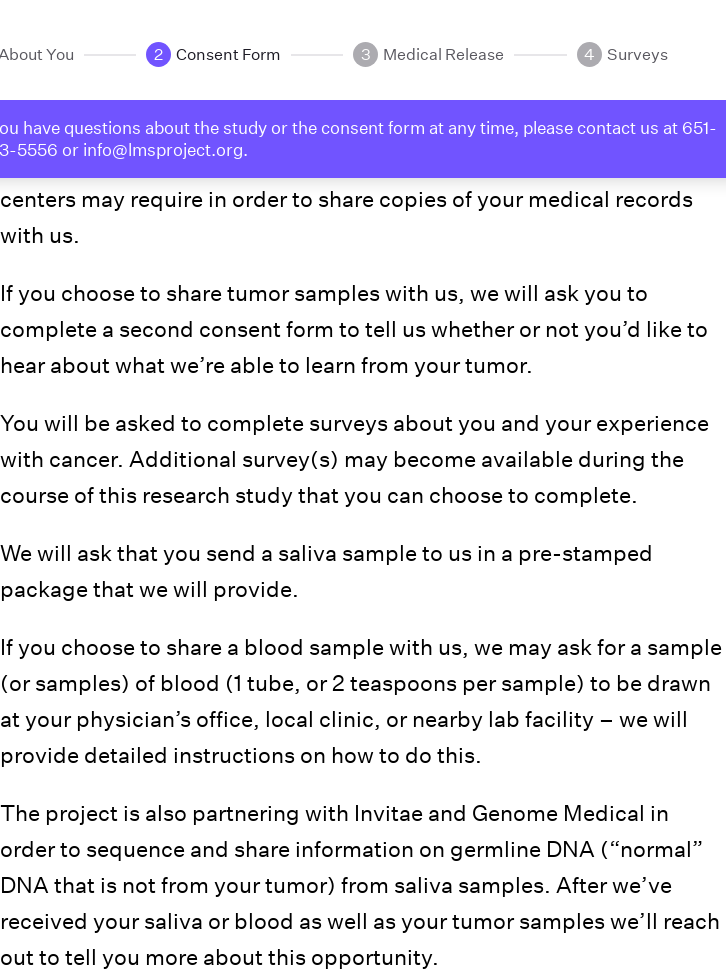 About You
2 Consent Form
3 Medical Release
4 Surveys
ou have questions about the study or the consent form at any time, please contact us at 651-
3-5556 or info@lmsproject.org.
centers may require in order to share copies of your medical records
with us.
If you choose to share tumor samples with us, we will ask you to
complete a second consent form to tell us whether or not you’d like to
hear about what we’re able to learn from your tumor.
You will be asked to complete surveys about you and your experience
with cancer. Additional survey(s) may become available during the
course of this research study that you can choose to complete.
We will ask that you send a saliva sample to us in a pre-stamped
package that we will provide.
If you choose to share a blood sample with us, we may ask for a sample
(or samples) of blood (1 tube, or 2 teaspoons per sample) to be drawn
at your physician’s office, local clinic, or nearby lab facility – we will
provide detailed instructions on how to do this.
The project is also partnering with Invitae and Genome Medical in
order to sequence and share information on germline DNA (“normal”
DNA that is not from your tumor) from saliva samples. After we’ve
received your saliva or blood as well as your tumor samples we’ll reach
out to tell you more about this opportunity.